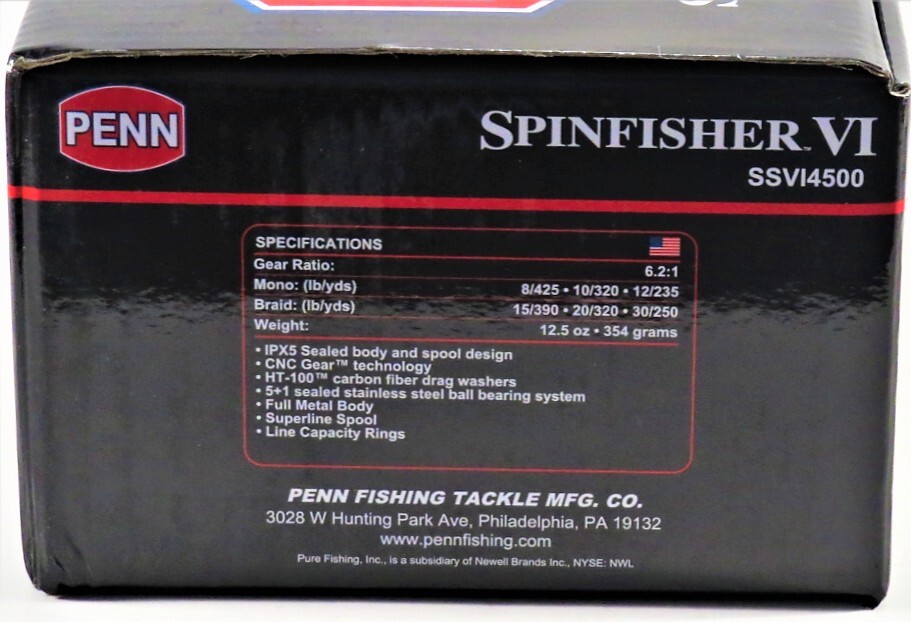 PENN
SPINFISHER™ VI
SSVI4500
SPECIFICATIONS
Gear Ratio: 6.2:1
Mono: (lb/yds) 8/425 • 10/320 • 12/235
Braid: (lb/yds) 15/390 • 20/320 • 30/250
Weight: 12.5 oz • 354 grams
• IPX5 Sealed body and spool design
• CNC Gear™ technology
• HT-100™ carbon fiber drag washers
• 5+1 sealed stainless steel ball bearing system
• Full Metal Body
• Superline Spool
• Line Capacity Rings
PENN FISHING TACKLE MFG. CO.
3028 W Hunting Park Ave, Philadelphia, PA 19132
www.pennfishing.com
Pure Fishing, Inc., is a subsidiary of Newell Brands Inc., NYSE: NWL